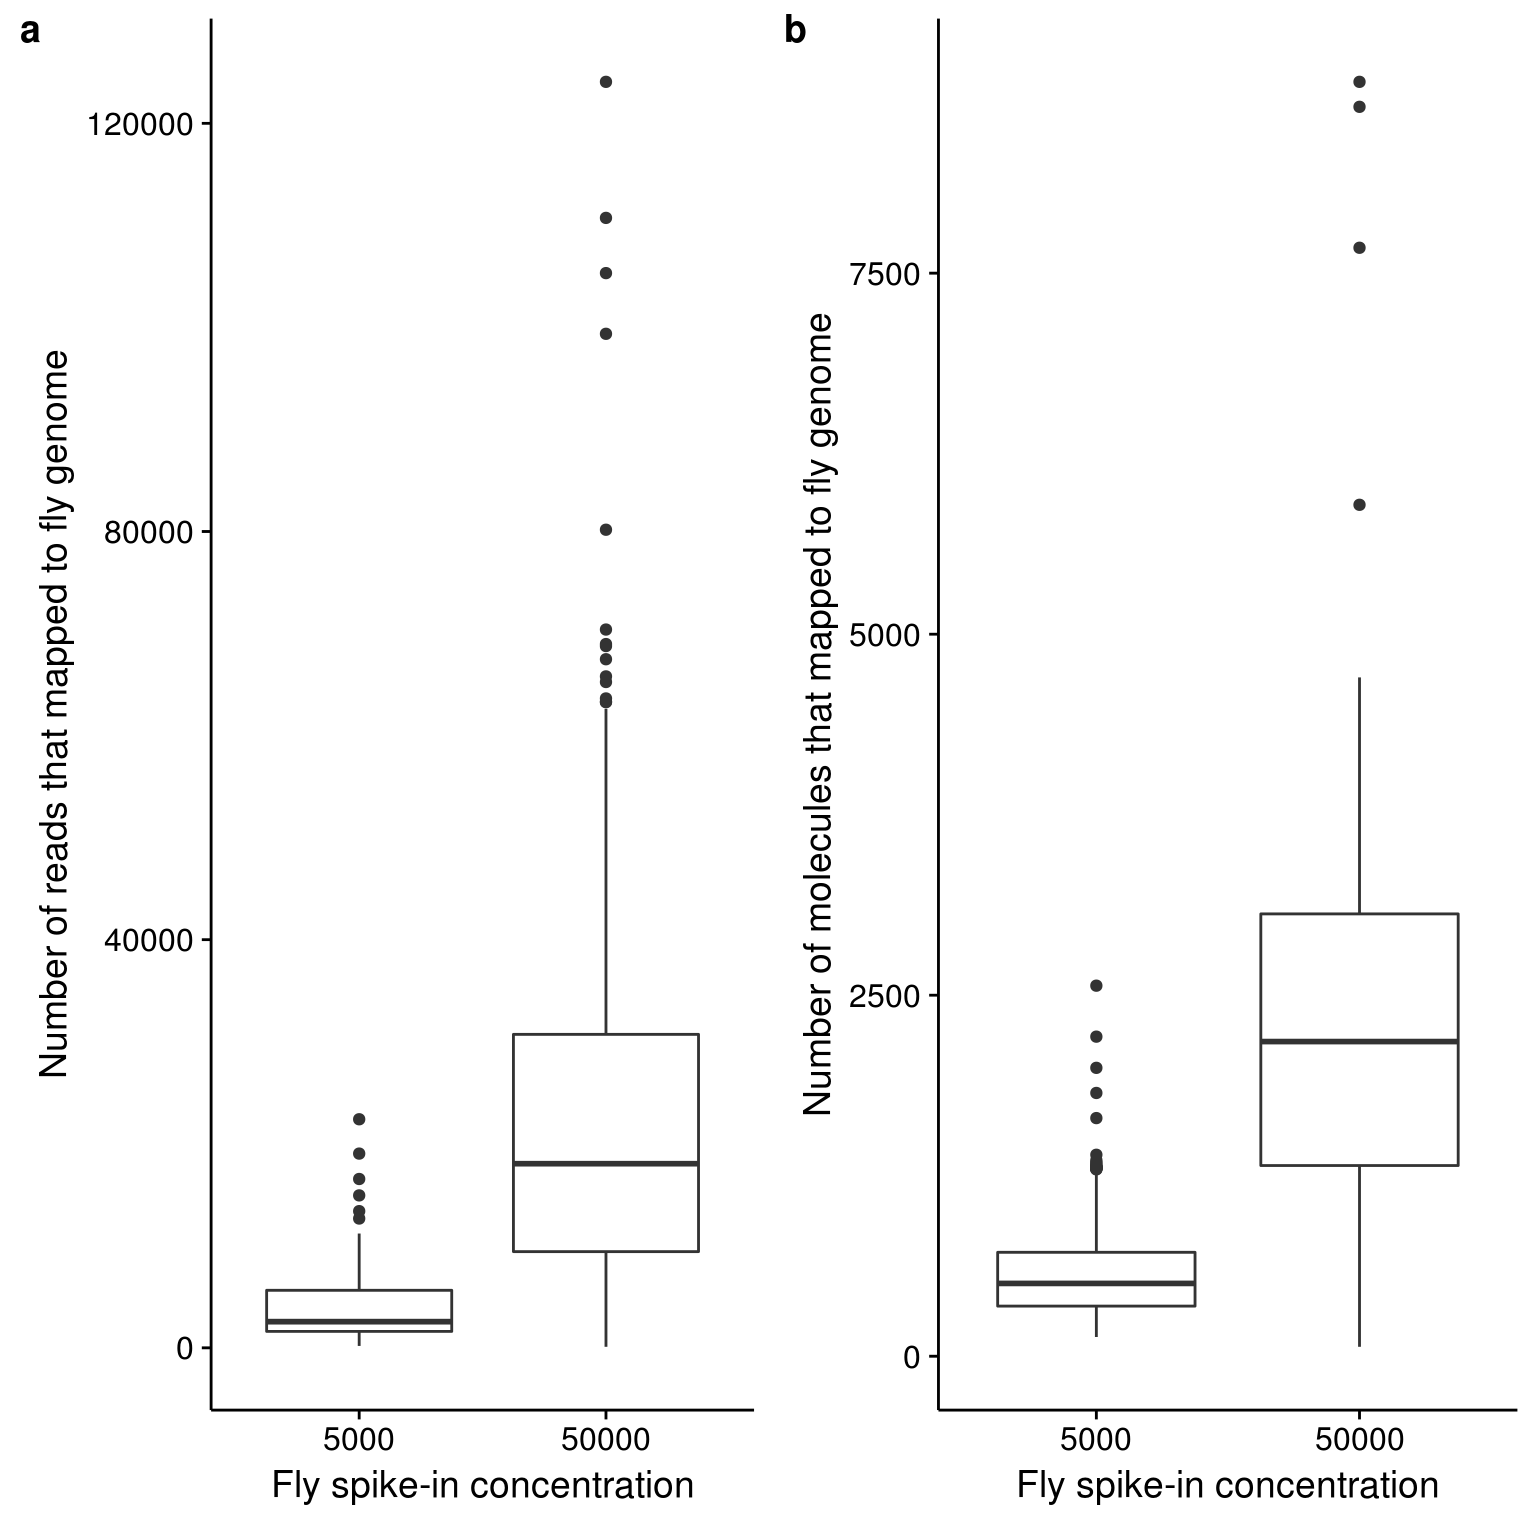 a
Number of reads that mapped to fly genome
120000
80000
40000
0
5000
50000
Fly spike-in concentration
b
Number of molecules that mapped to fly genome
7500
5000
2500
0
5000
50000
Fly spike-in concentration